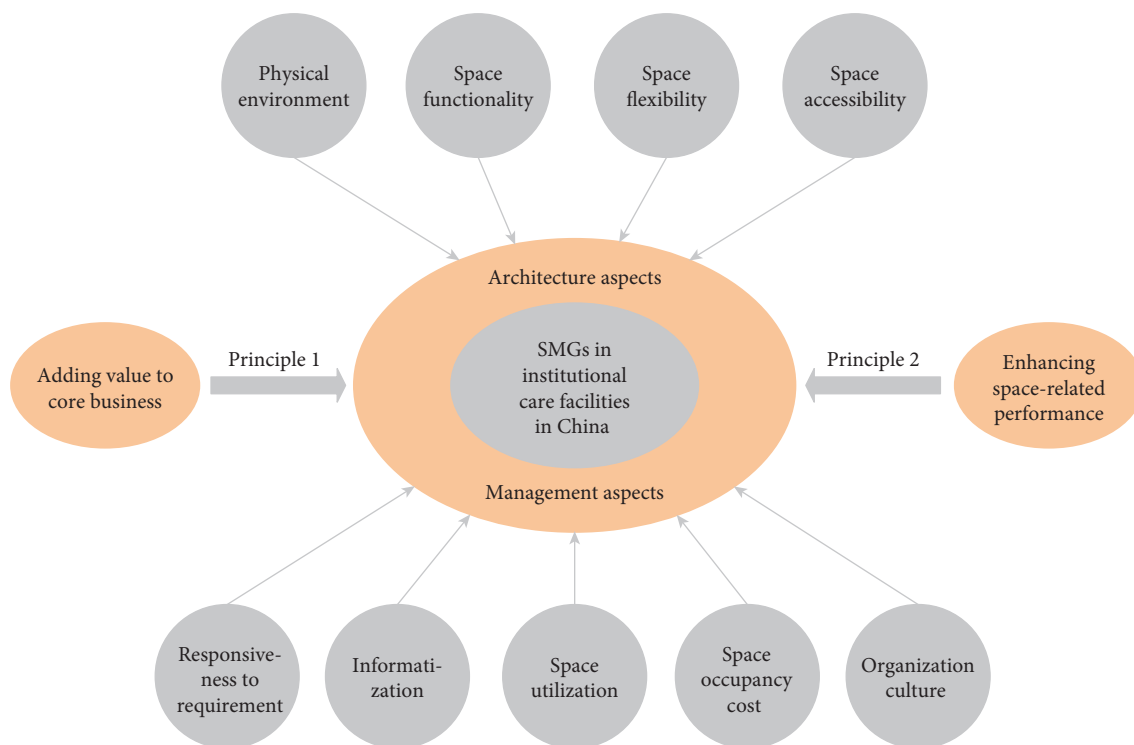 Physical
environment
Space
functionality
Space
flexibility
Space
accessibility
Architecture aspects
Adding value to
core business
Principle 1
SMGs in
institutional
care facilities
in China
Principle 2
Enhancing
space-related
performance
Management aspects
Responsive-
ness to
requirement
Informati-
zation
Space
utilization
Space
occupancy
cost
Organization
culture